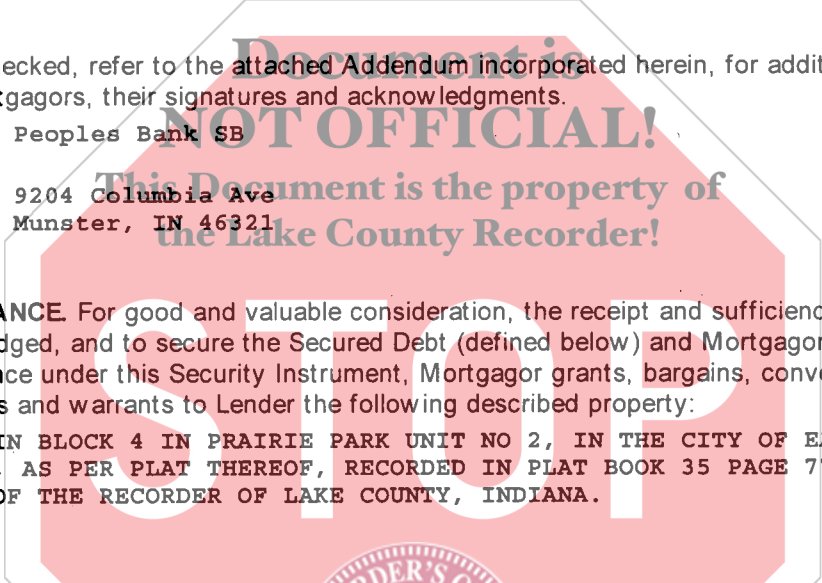 Document is
ecked, refer to the attached Addendum incorporated herein, for addit
gagors, their signatures and acknowledgments.
NOT OFFICIAL!
Peoples Bank SB
This Document is the property of
9204 Columbia Ave
Munster, IN 46321
the Lake County Recorder!
ANCE. For good and valuable consideration, the receipt and sufficienc
dged, and to secure the Secured Debt (defined below) and Mortgagor
nce under this Security Instrument, Mortgagor grants, bargains, conve
s and warrants to Lender the following described property:
STOP
IN BLOCK 4 IN PRAIRIE PARK UNIT NO 2, IN THE CITY OF E
AS PER PLAT THEREOF, RECORDED IN PLAT BOOK 35 PAGE 7
OF THE RECORDER OF LAKE COUNTY, INDIANA.